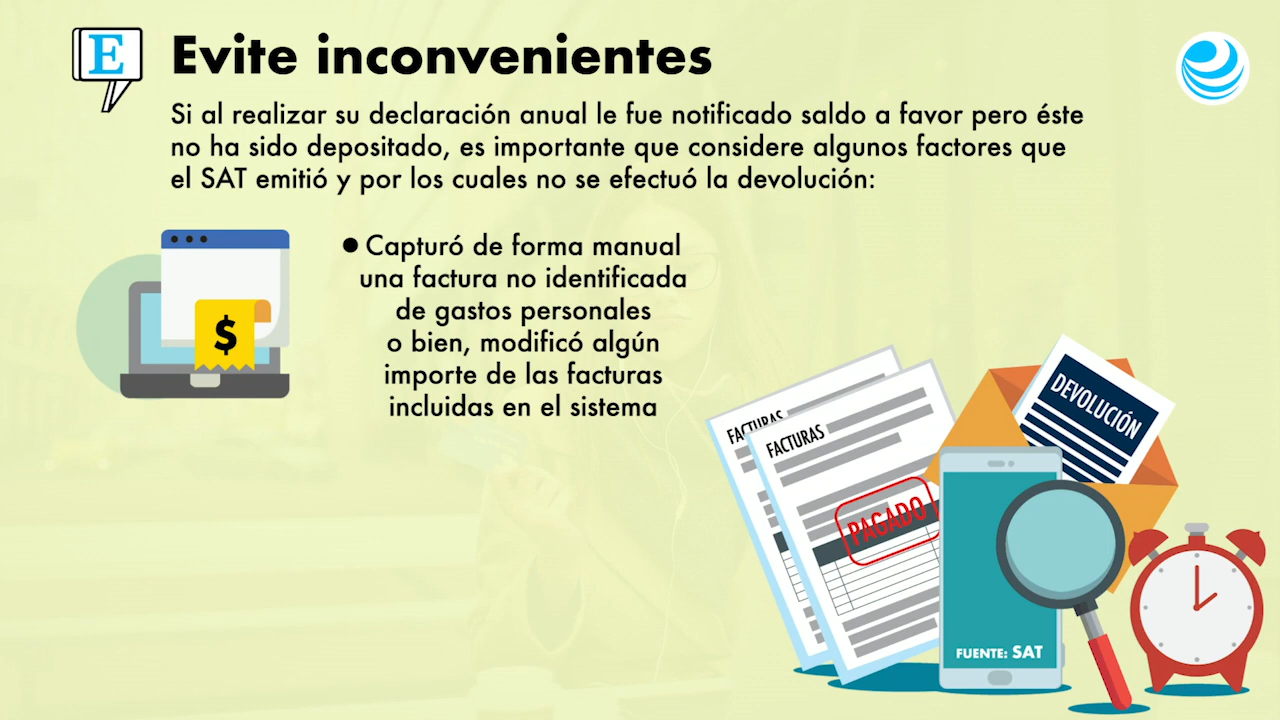 E
Evite inconvenientes
Si al realizar su declaración anual le fue notificado saldo a favor pero éste
no ha sido depositado, es importante que considere algunos factores que
el SAT emitió y por los cuales no se efectuó la devolución:
$
• Capturó de forma manual
una factura no identificada
de gastos personales
o bien, modificó algún
importe de las facturas
incluidas en el sistema
FACTURAS
FACTURAS
PAGADO
DEVOLUCIÓN
FUENTE: SAT